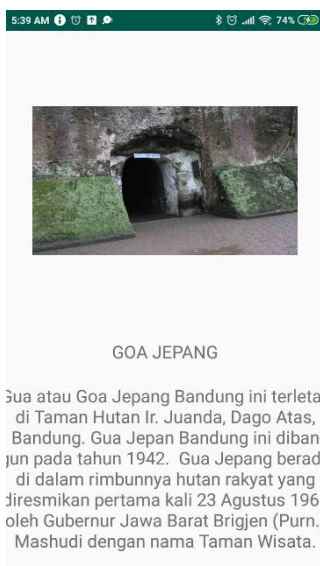 5:39 AM
74%
GOA JEPANG
Gua atau Goa Jepang Bandung ini terleta
di Taman Hutan Ir. Juanda, Dago Atas,
Bandung. Gua Jepan Bandung ini diban
gun pada tahun 1942. Gua Jepang berad
di dalam rimbunnya hutan rakyat yang
diresmikan pertama kali 23 Agustus 196
oleh Gubernur Jawa Barat Brigjen (Purn.
Mashudi dengan nama Taman Wisata.